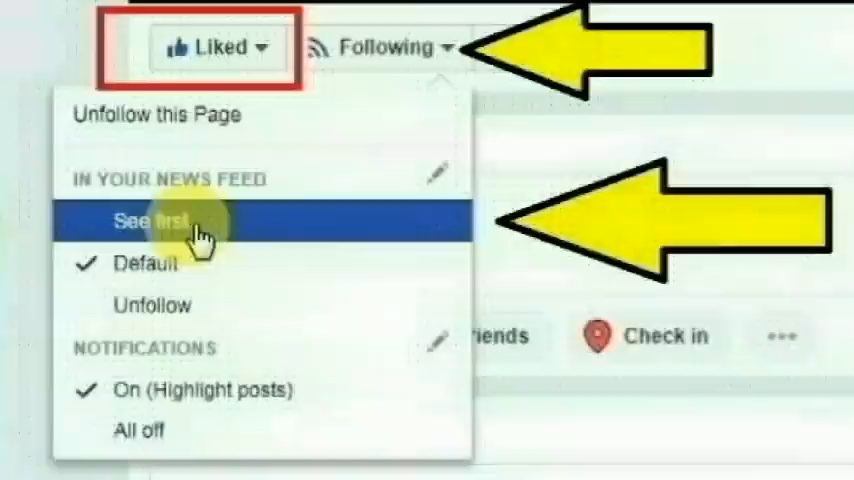 Liked Following
Unfollow this Page
IN YOUR NEWS FEED
See first
Default
Unfollow
NOTIFICATIONS
riends Check in
On (Highlight posts)
All off